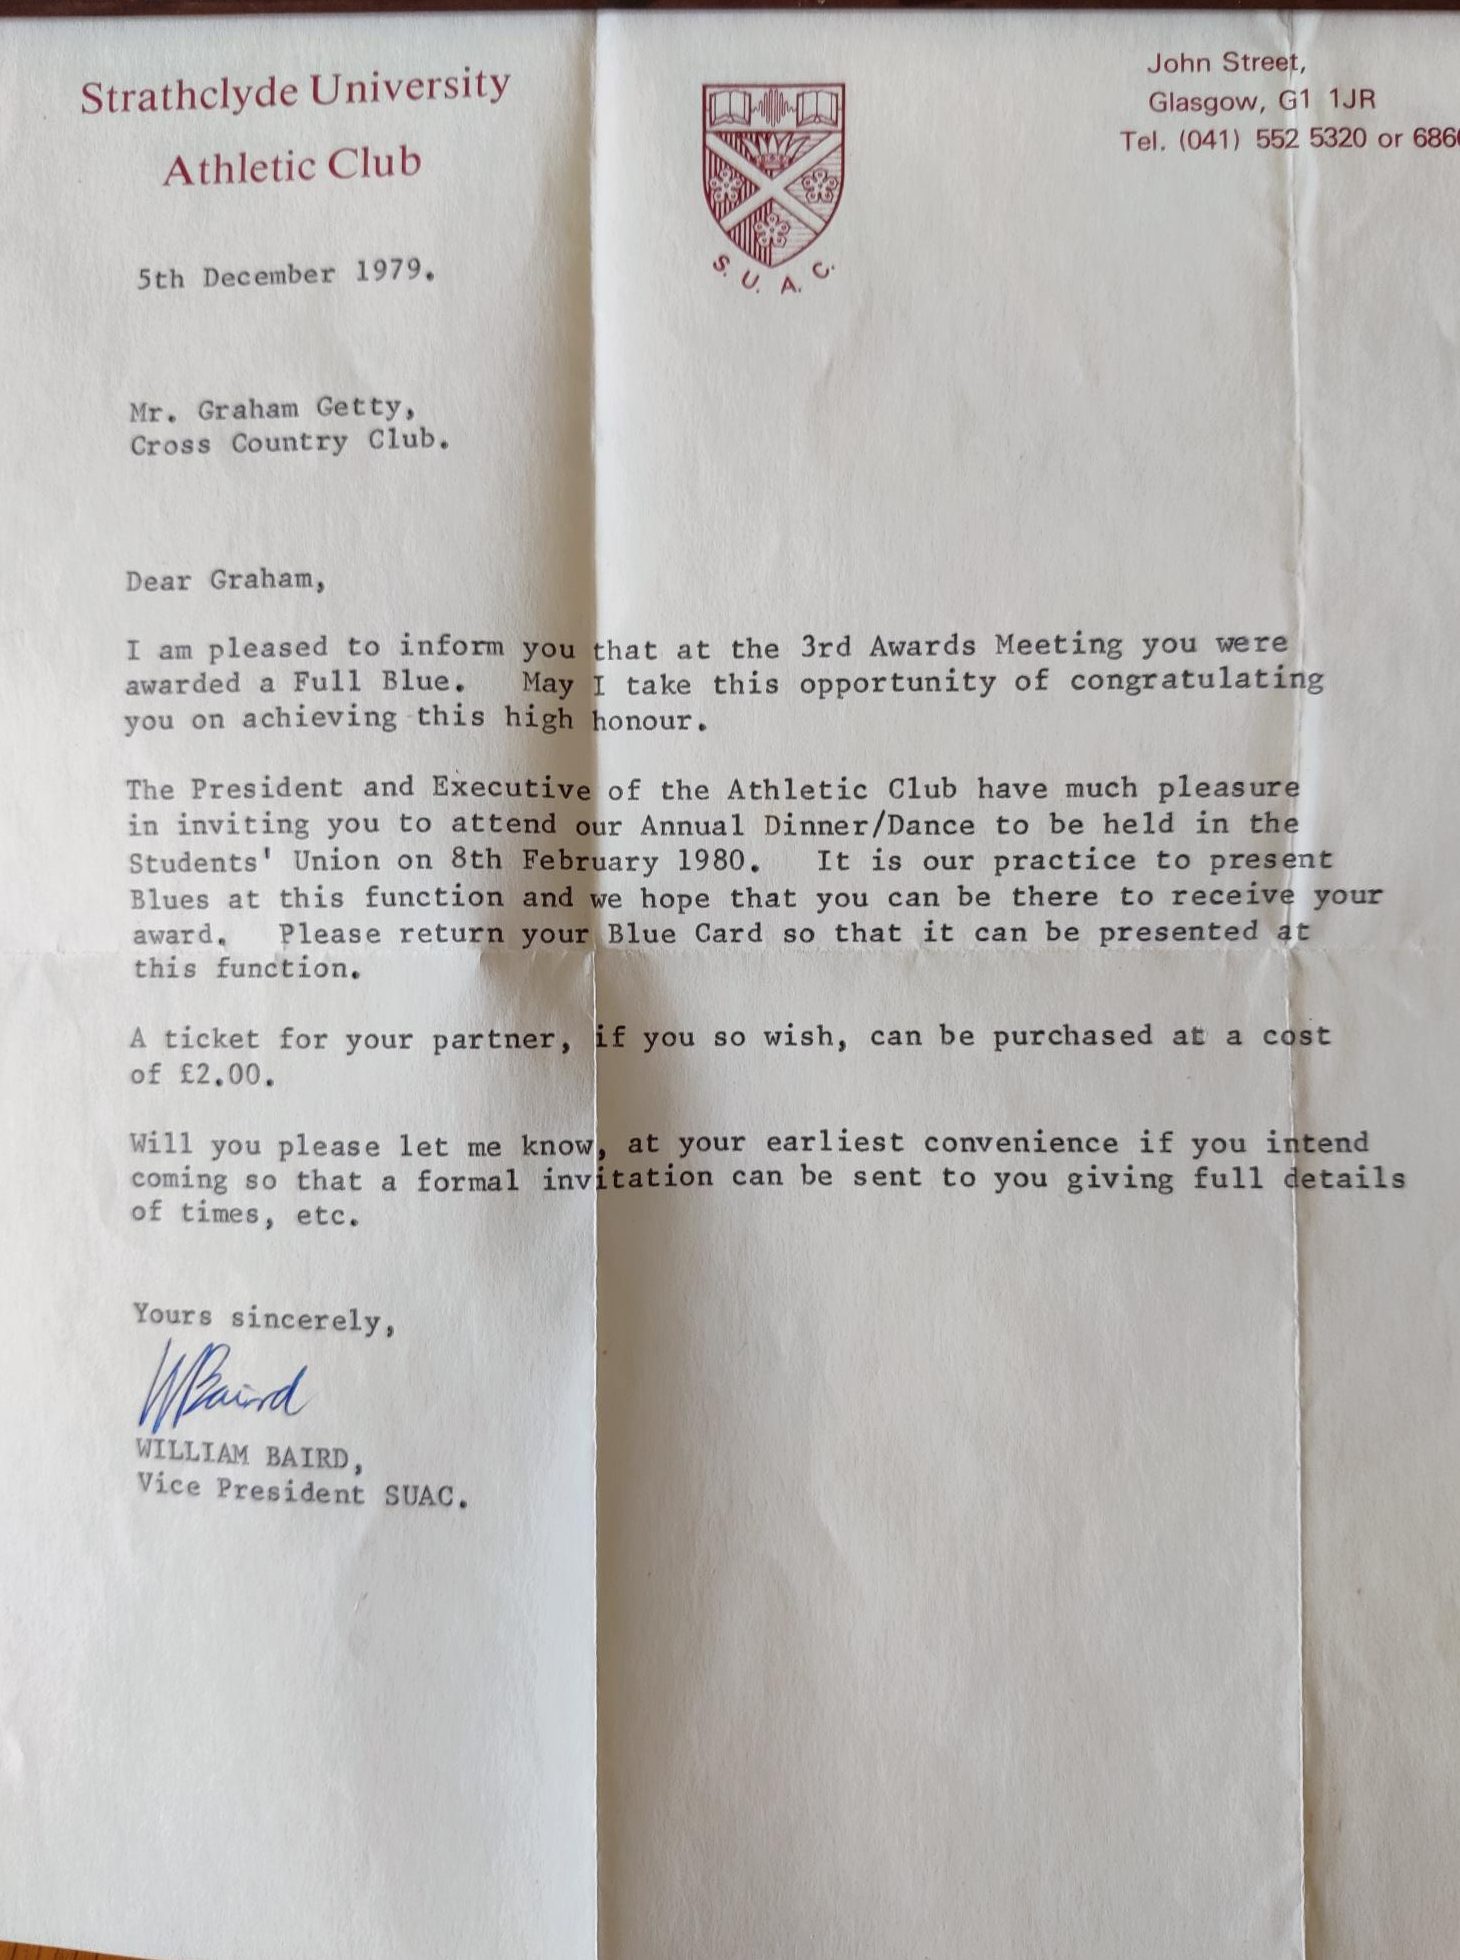 Strathclyde University
Athletic Club
John Street,
Glasgow, G1 1JR
Tel. (041) 552 5320 or
S. U. A. C.
5th December 1979.
Mr. Graham Getty,
Cross Country Club.
Dear Graham,
I am pleased to inform you that at the 3rd Awards Meeting you were
awarded a Full Blue. May I take this opportunity of congratulating
you on achieving this high honour.
The President and Executive of the Athletic Club have much pleasure
in inviting you to attend our Annual Dinner/Dance to be held in the
Students' Union on 8th February 1980. It is our practice to present
Blues at this function and we hope that you can be there to receive your
award. Please return your Blue Card so that it can be presented at
this function.
A ticket for your partner, if you so wish, can be purchased at a cost
of £2.00.
Will you please let me know, at your earliest convenience if you intend
coming so that a formal invitation can be sent to you giving full details
of times, etc.
Yours sincerely,
W Baird
WILLIAM BAIRD,
Vice President SUAC.